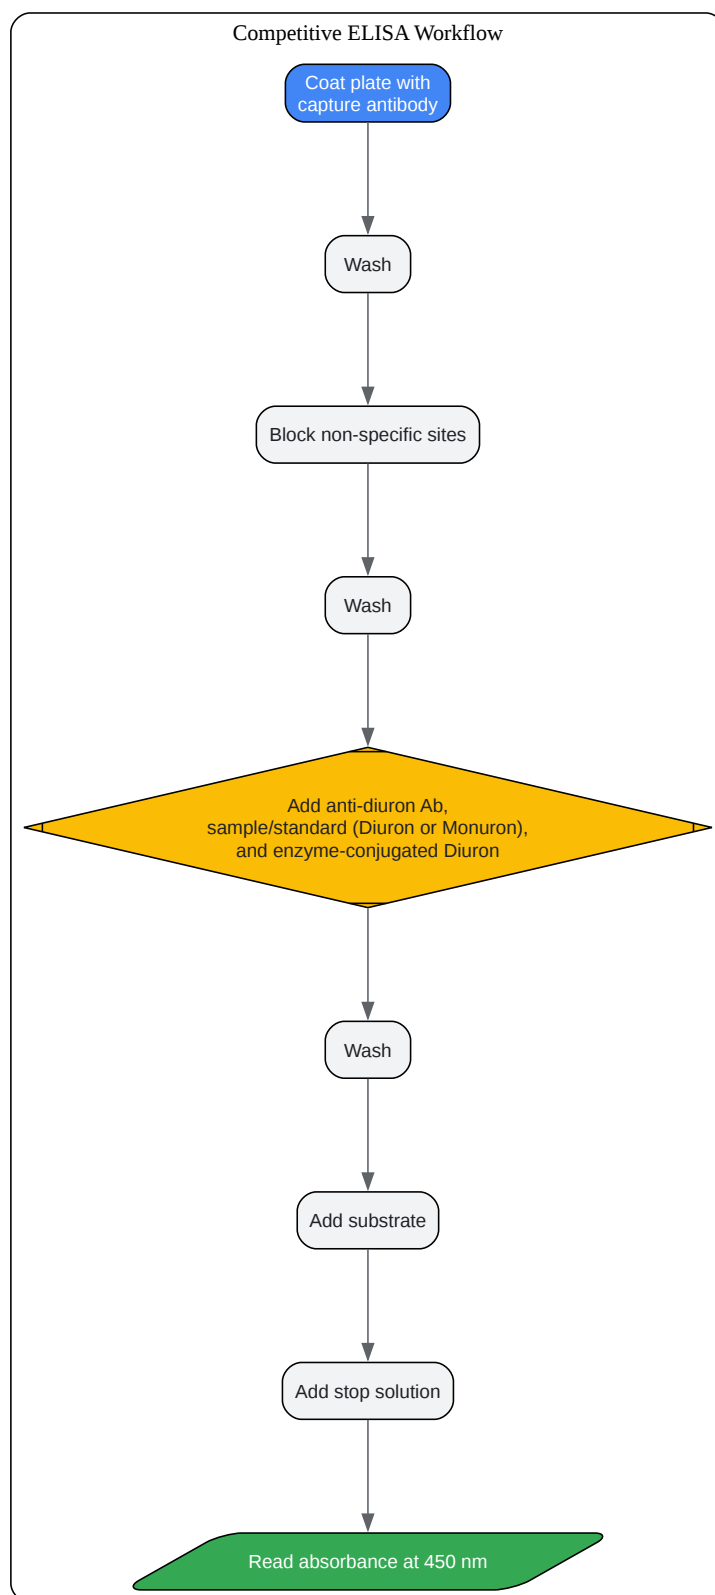 Competitive ELISA Workflow
Coat plate with
capture antibody
Wash
Block non-specific sites
Wash
Add anti-diuron Ab,
sample/standard (Diuron or Monuron),
and enzyme-conjugated Diuron
Wash
Add substrate
Add stop solution
Read absorbance at 450 nm